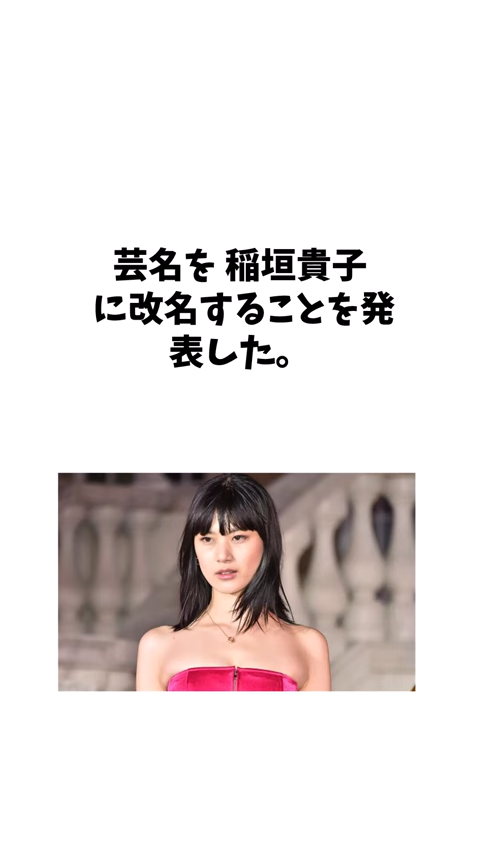 芸名を 稲垣貴子
に改名することを発
表した。